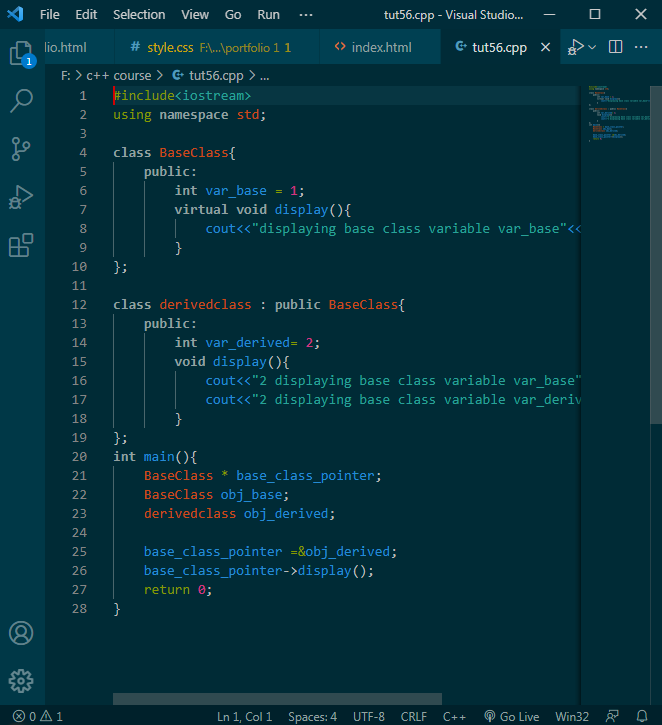 File Edit Selection View Go Run ··· tut56.cpp - Visual Studio...
lio.html # style.css F:\...\portfolio 1 1 <> index.html tut56.cpp
F: > c++ course > tut56.cpp > ...
1 #include<iostream>
2 using namespace std;
3
4 class BaseClass{
5 public:
6 int var_base = 1;
7 virtual void display(){
8 cout<<"displaying base class variable var_base"<<
9 }
10 };
11
12 class derivedclass : public BaseClass{
13 public:
14 int var_derived= 2;
15 void display(){
16 cout<<"2 displaying base class variable var_base"
17 cout<<"2 displaying base class variable var_deriv
18 }
19 };
20 int main(){
21 BaseClass * base_class_pointer;
22 BaseClass obj_base;
23 derivedclass obj_derived;
24
25 base_class_pointer =&obj_derived;
26 base_class_pointer->display();
27 return 0;
28 }
1
0 1 Ln 1, Col 1 Spaces: 4 UTF-8 CRLF C++ Go Live Win32